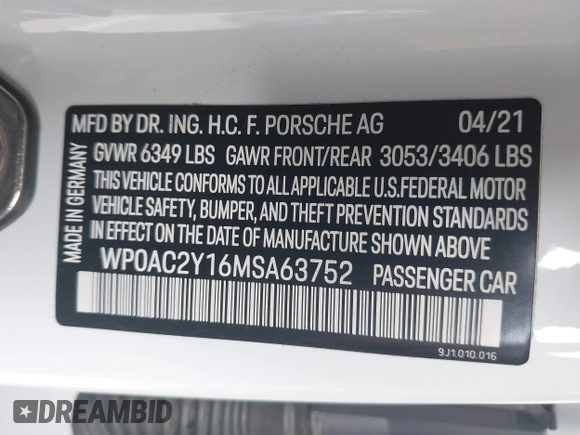 MFD BY DR. ING. H.C. F. PORSCHE AG 04/21
GVWR 6349 LBS GAWR FRONT/REAR 3053/3406 LBS
THIS VEHICLE CONFORMS TO ALL APPLICABLE U.S.FEDERAL MOTOR
VEHICLE SAFETY, BUMPER, AND THEFT PREVENTION STANDARDS
IN EFFECT ON THE DATE OF MANUFACTURE SHOWN ABOVE
WP0AC2Y16MSA63752 PASSENGER CAR
MADE IN GERMANY
9J1.010.016
DREAMBID